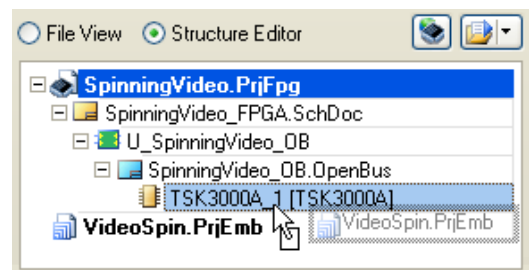 File View Structure Editor
SpinningVideo.PrjFpg
SpinningVideo_FPGA.SchDoc
U_SpinningVideo_OB
SpinningVideo_OB.OpenBus
TSK3000A_1 [TSK3000A]
VideoSpin.PrjEmb VideoSpin.PrjEmb